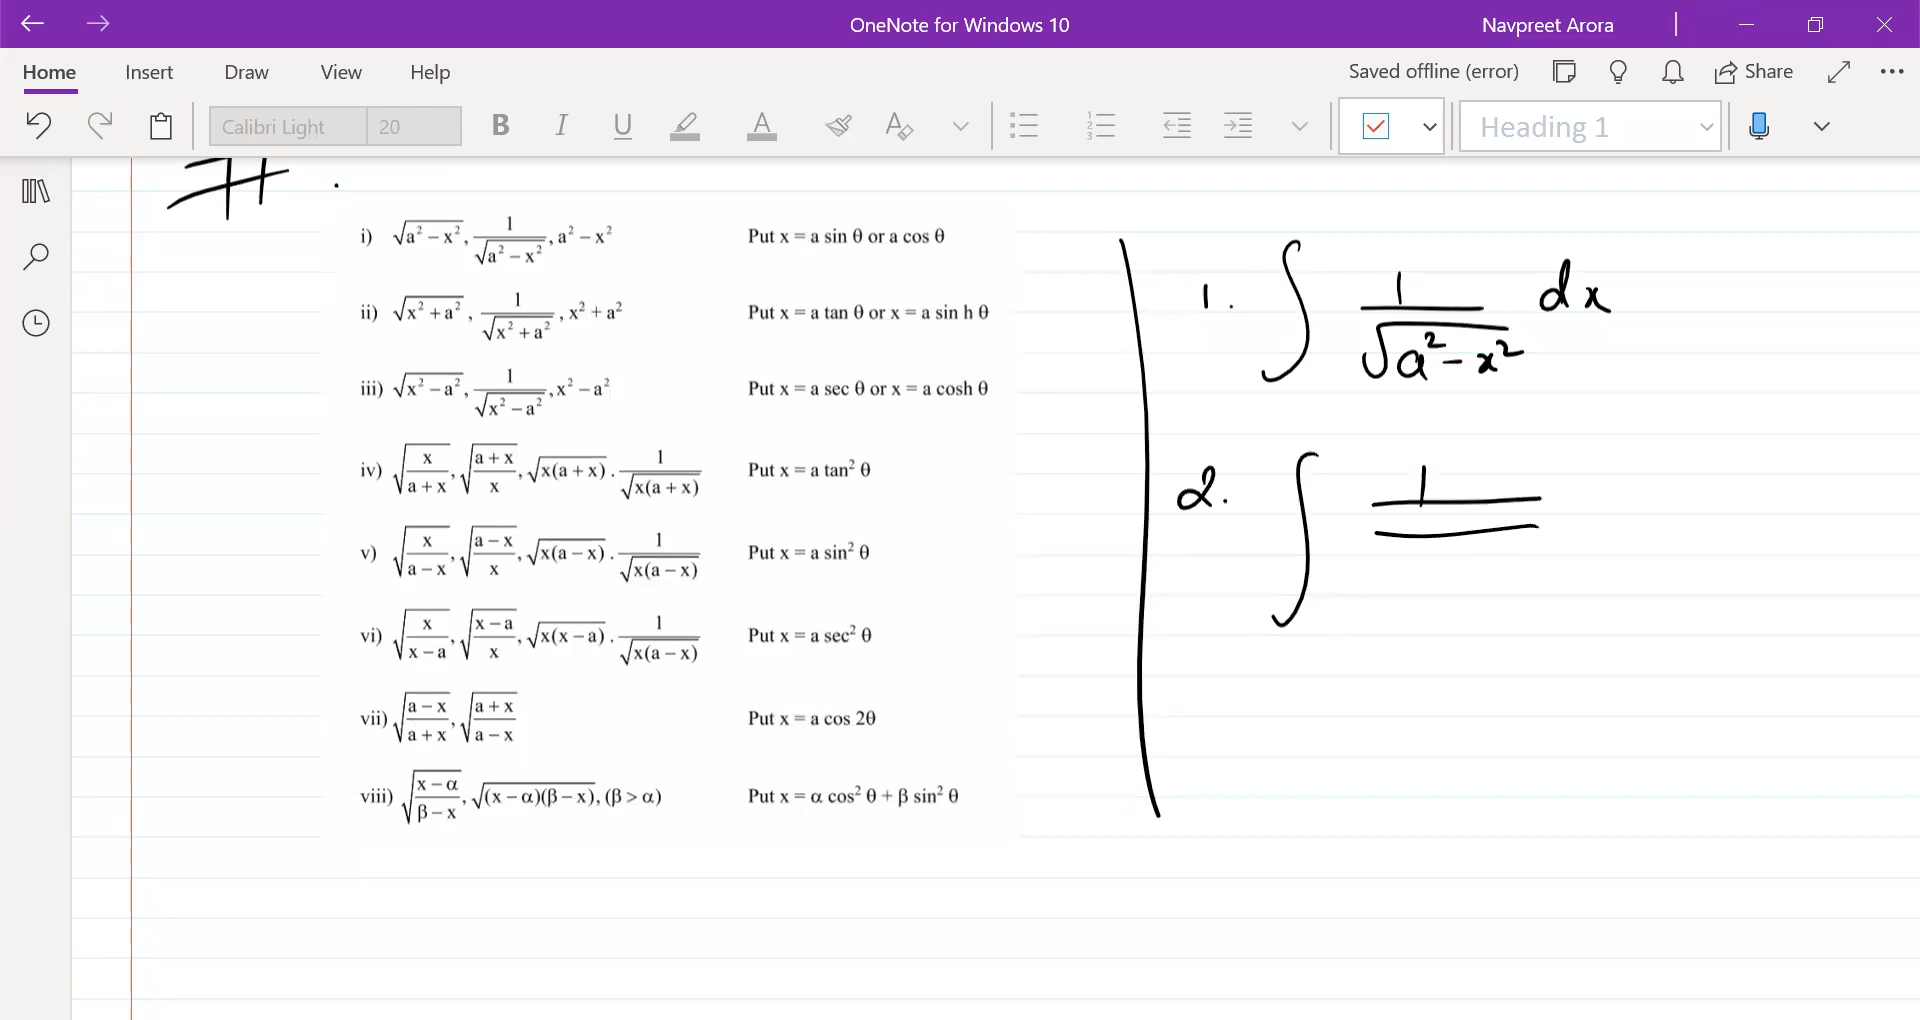 OneNote for Windows 10
Navpreet Arora
Home Insert Draw View Help
Saved offline (error) Share
Calibri Light 20 B I U A A Heading 1
#.
i) √(a² – x²), 1/√(a² – x²), a² – x² Put x = a sin θ or a cos θ
ii) √(x² + a²), 1/√(x² + a²), x² + a² Put x = a tan θ or x = a sin h θ
iii) √(x² – a²), 1/√(x² – a²), x² – a² Put x = a sec θ or x = a cosh θ
iv) √(x/(a + x)), √((a + x)/x), √(x(a + x)) . 1/√(x(a + x)) Put x = a tan² θ
v) √(x/(a – x)), √((a – x)/x), √(x(a – x)) . 1/√(x(a – x)) Put x = a sin² θ
vi) √(x/(x – a)), √((x – a)/x), √(x(x – a)) . 1/√(x(a – x)) Put x = a sec² θ
vii) √((a – x)/(a + x)), √((a + x)/(a – x)) Put x = a cos 2θ
viii) √((x – α)/(β – x)), √((x – α)(β – x)), (β > α) Put x = α cos² θ + β sin² θ
1. ∫ 1/√(a² – x²) dx
2. ∫ 1/